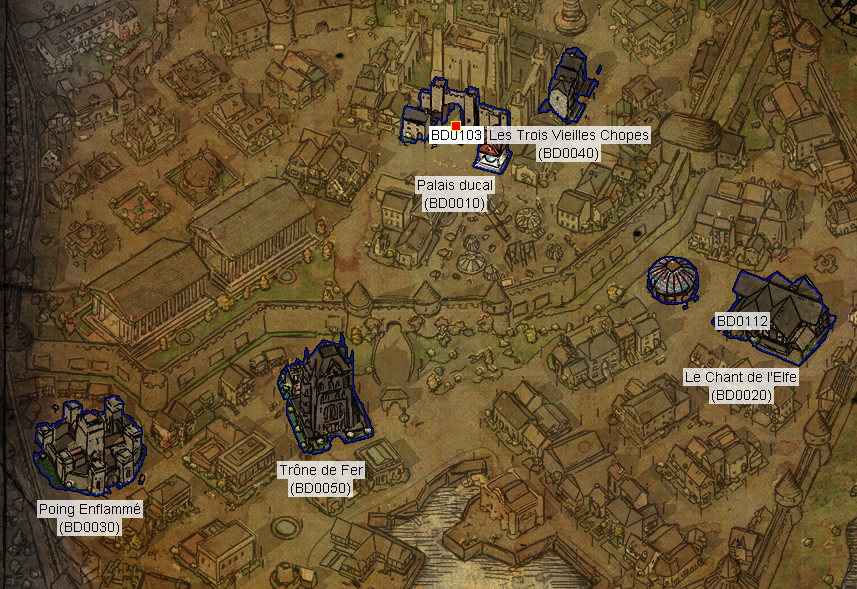 BD0103
Les Trois Vieilles Chopes
(BD0040)
Palais ducal
(BD0010)
BD0112
Le Chant de l'Elfe
(BD0020)
Trône de Fer
(BD0050)
Poing Enflammé
(BD0030)